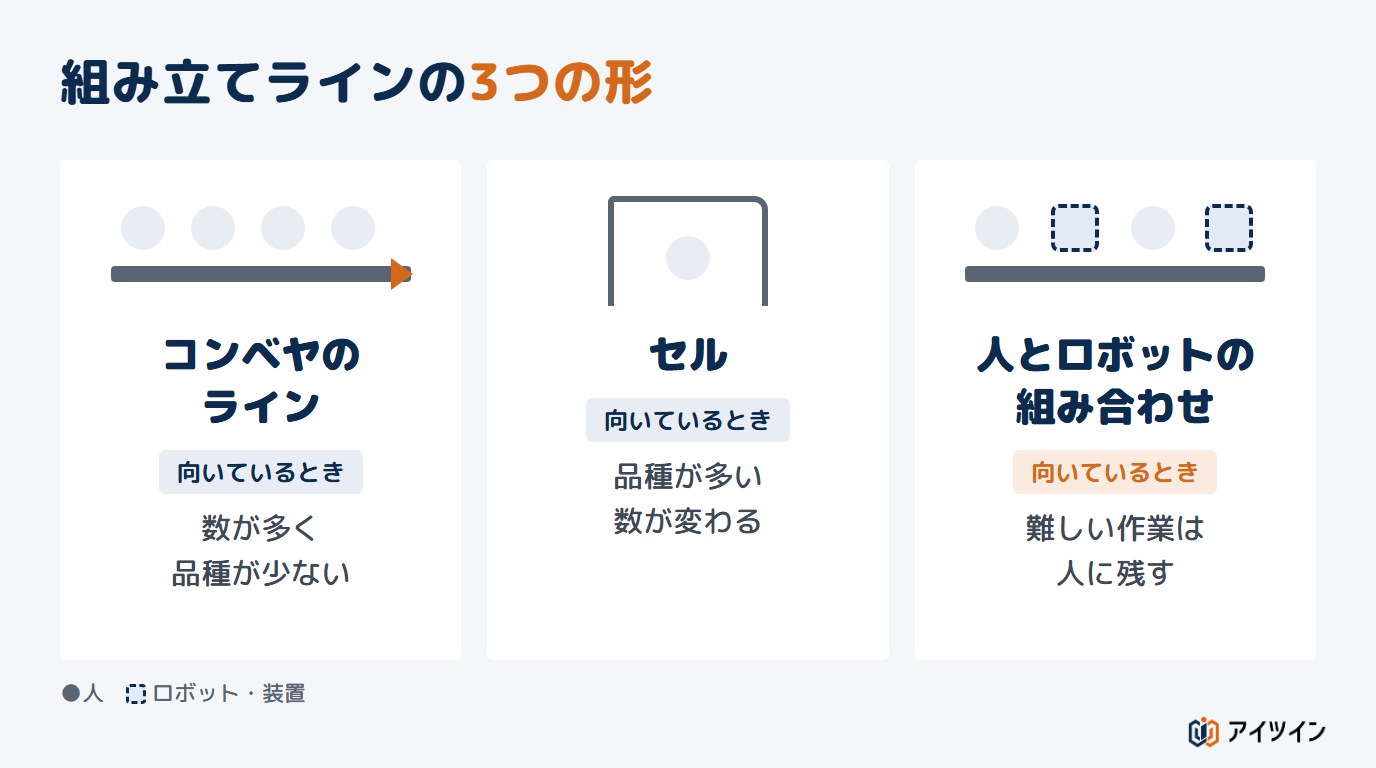 組み立てラインの3つの形
コンベヤの
ライン
向いているとき
数が多く
品種が少ない
セル
向いているとき
品種が多い
数が変わる
人とロボットの
組み合わせ
向いているとき
難しい作業は
人に残す
●人 ロボット・装置
アイツイン